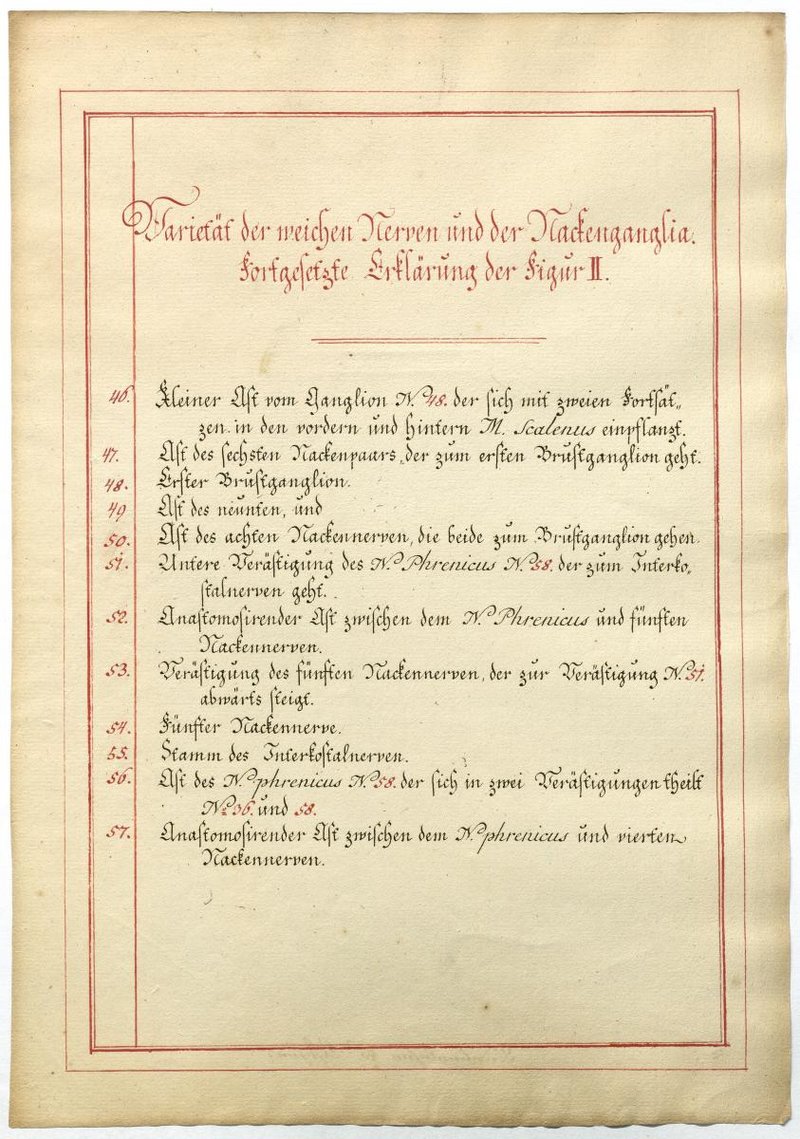 Varietät der weichen Nerven und der Nackenganglia.
Fortgesetzte Erklärung der Figur II.
46. Kleiner Ast vom Ganglion No. 48. der sich mit zweien Fortsät„
zen in den vordern und hintern M. Scalenus einpflanzt.
47. Ast des sechsten Nackenpaars, der zum ersten Brustganglion geht.
48. Erster Brustganglion.
49 Ast des neunten, und
50. Ast des achten Nackennerven, die beide zum Brustganglion gehen.
51. Untere Verästigung des N. Phrenicus No. 58. der zum Interko„
stalnerven geht.
52. Anastomosirender Ast zwischen dem N. Phrenicus und fünften
Nackennerven.
53. Verästigung des fünften Nackennerven, der zur Verästigung No. 51.
abwärts steigt.
54. Fünfter Nackennerve.
55. Stamm des Interkostalnerven.
56. Ast des N. phrenicus No. 58. der sich in zwei Verästigungen theilt
No. 36. und 58.
57. Anastomosirender Ast zwischen dem N. phrenicus und vierten
Nackennerven.